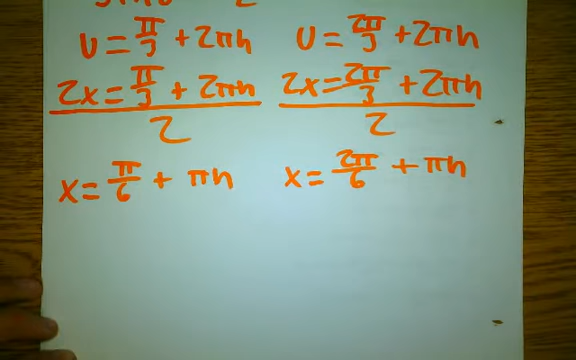 u = π/3 + 2πn   u = 2π/3 + 2πn
2x = π/3 + 2πn   2x = 2π/3 + 2πn
2   2
x = π/6 + πn   x = 2π/6 + πn